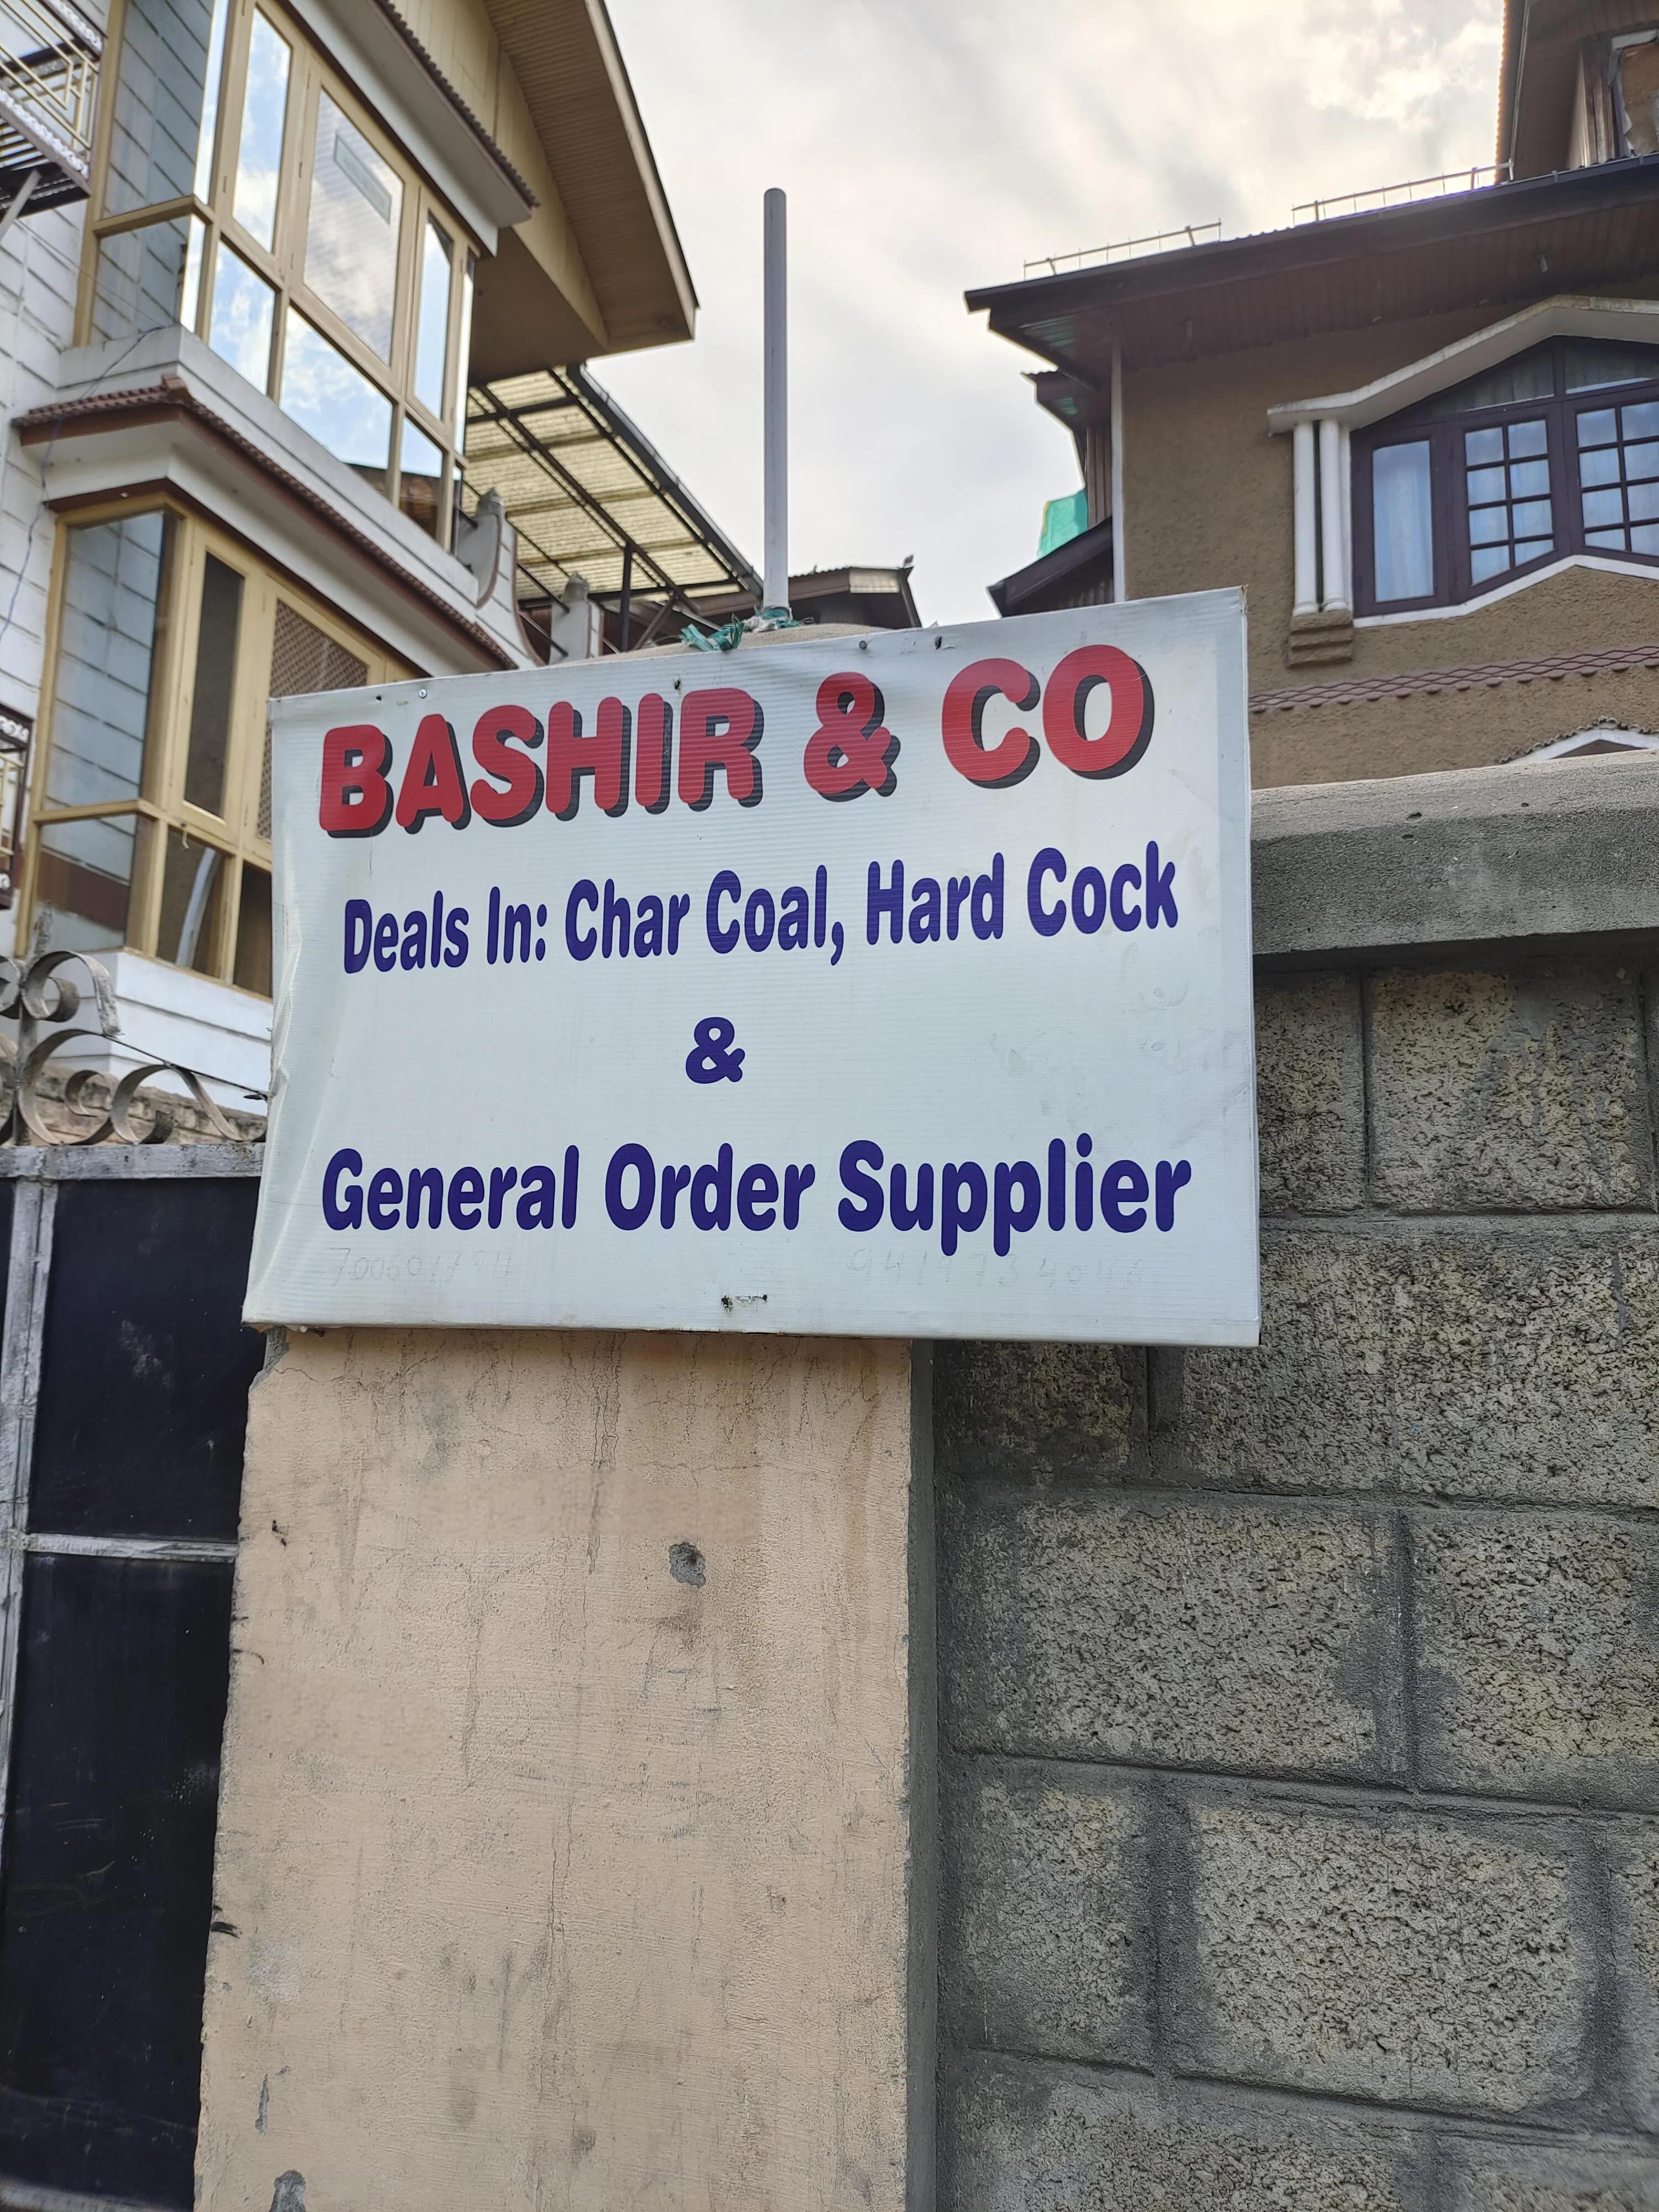 BASHIR & CO
Deals In: Char Coal, Hard Cock
&
General Order Supplier